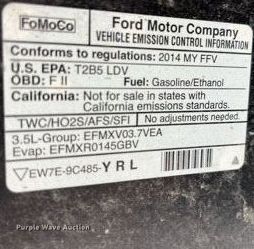 FoMoCo
Ford Motor Company
VEHICLE EMISSION CONTROL INFORMATION
Conforms to regulations: 2014 MY FFV
U.S. EPA: T2B5 LDV
OBD: F II Fuel: Gasoline/Ethanol
California: Not for sale in states with
California emissions standards.
TWC/HO2S/AFS/SFI No adjustments needed.
3.5L-Group: EFMXV03.7VEA
Evap: EFMXR0145GBV
EW7E-9C485-Y R L
Purple Wave Auction